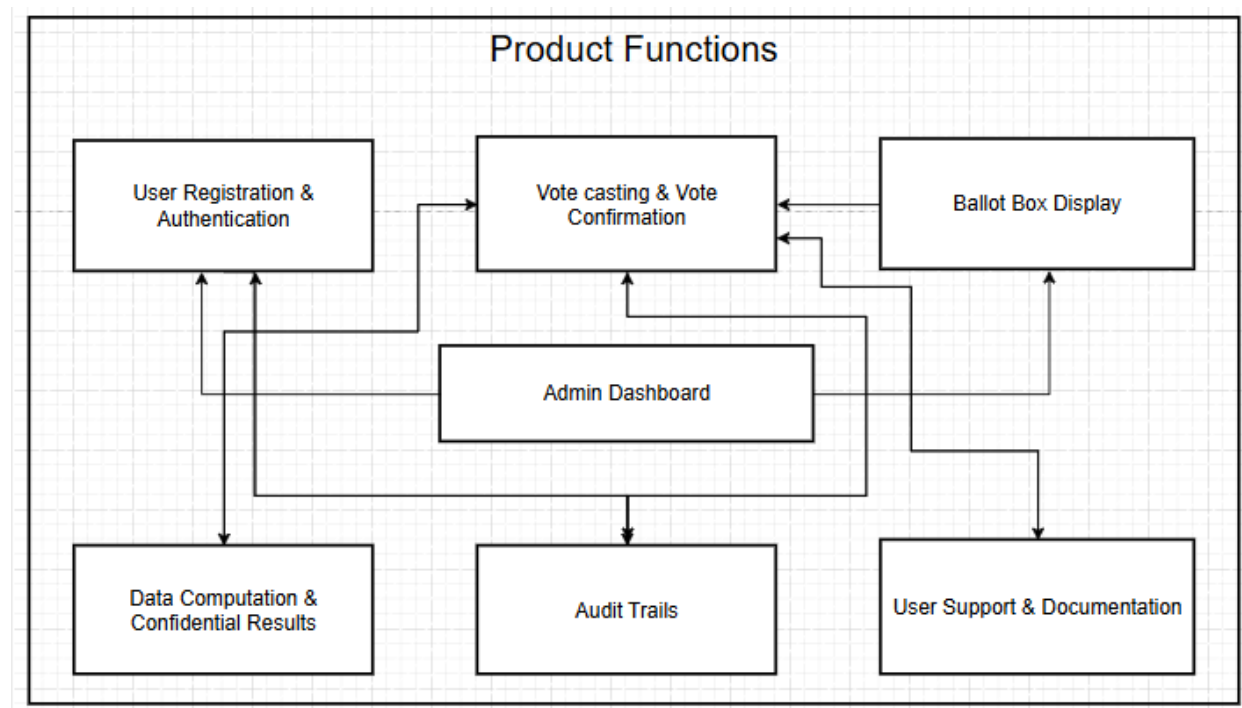 Product Functions
User Registration &
Authentication
Vote casting & Vote
Confirmation
Ballot Box Display
Admin Dashboard
Data Computation &
Confidential Results
Audit Trails
User Support & Documentation